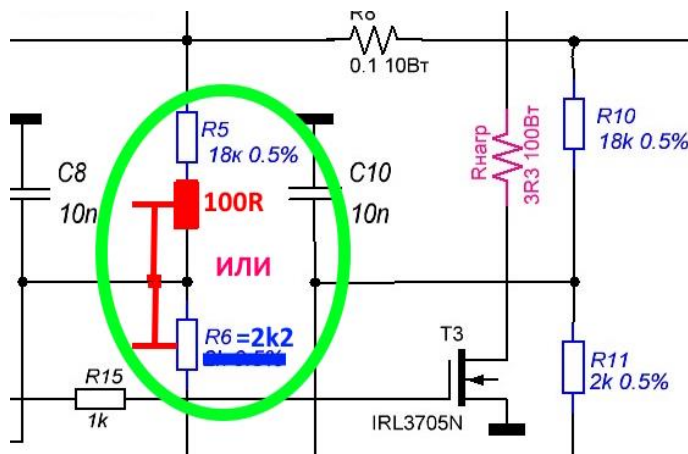 R8
0.1 10Вт
R5
18к 0.5%
C8
10n
100R
C10
10n
ИЛИ
Rнагр
3R3 100Вт
R10
18k 0.5%
R6 =2k2
R15
1k
T3
IRL3705N
R11
2k 0.5%